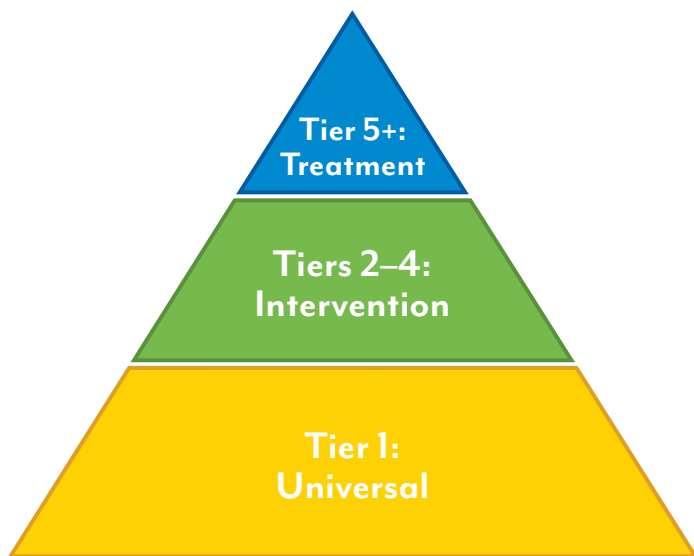 Tier 5+:
Treatment
Tiers 2–4:
Intervention
Tier 1:
Universal